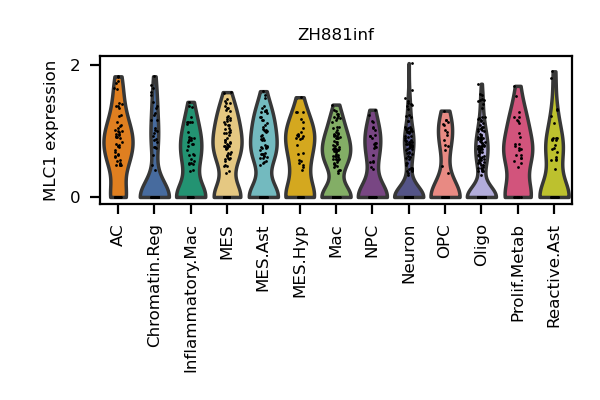 ZH881inf
MLC1 expression
2
0
AC
Chromatin.Reg
Inflammatory.Mac
MES
MES.Ast
MES.Hyp
Mac
NPC
Neuron
OPC
Oligo
Prolif.Metab
Reactive.Ast